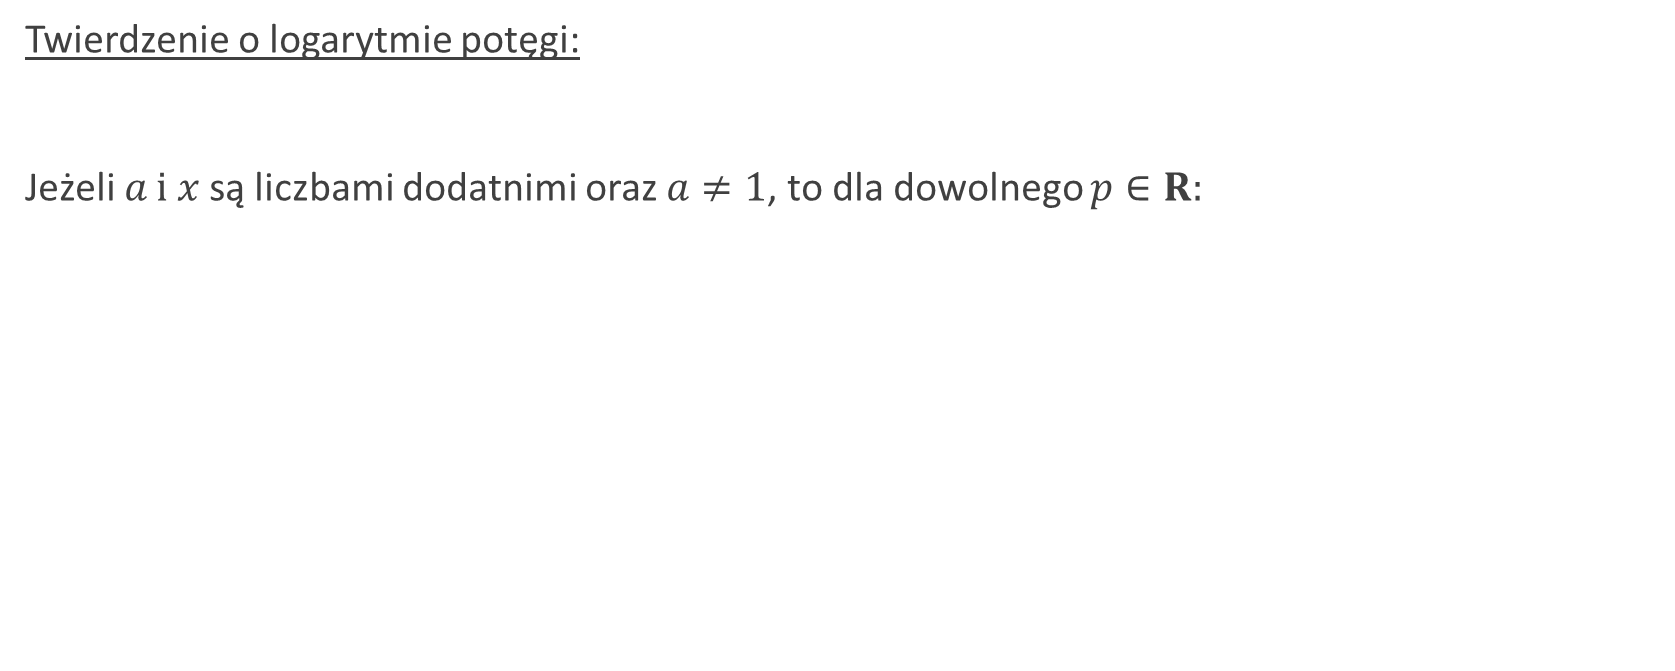 Twierdzenie o logarytmie potęgi:
Jeżeli a i x są liczbami dodatnimi oraz a ≠ 1, to dla dowolnego p ∈ R: